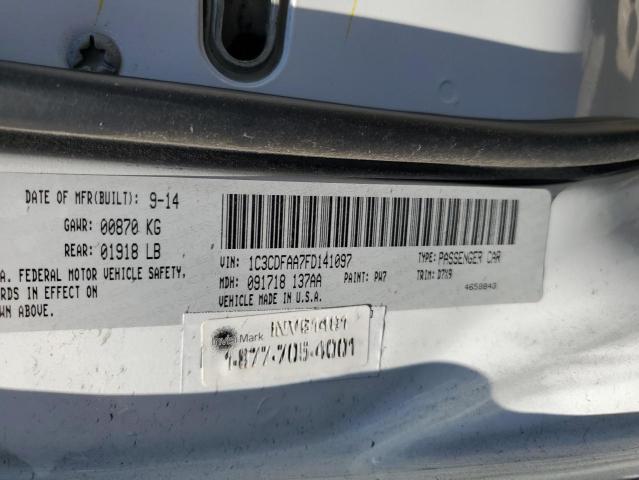 DATE OF MFR(BUILT): 9-14
GAWR: 00870 KG
REAR: 01918 LB
A. FEDERAL MOTOR VEHICLE SAFETY,
RDS IN EFFECT ON
WN ABOVE.
VIN: 1C3CDFAA7FD141097
TYPE: PASSENGER CAR
MDH: 091718 137AA
PAINT: PW7
TRIM: D7X9
VEHICLE MADE IN U.S.A.
4658843
Mark
1-877-705-4001